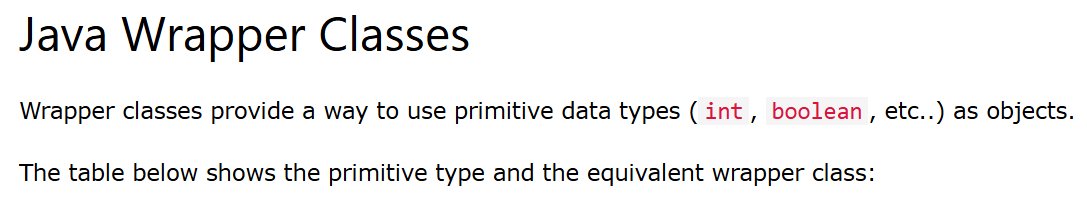 Java Wrapper Classes
Wrapper classes provide a way to use primitive data types (int, boolean, etc..) as objects.
The table below shows the primitive type and the equivalent wrapper class: